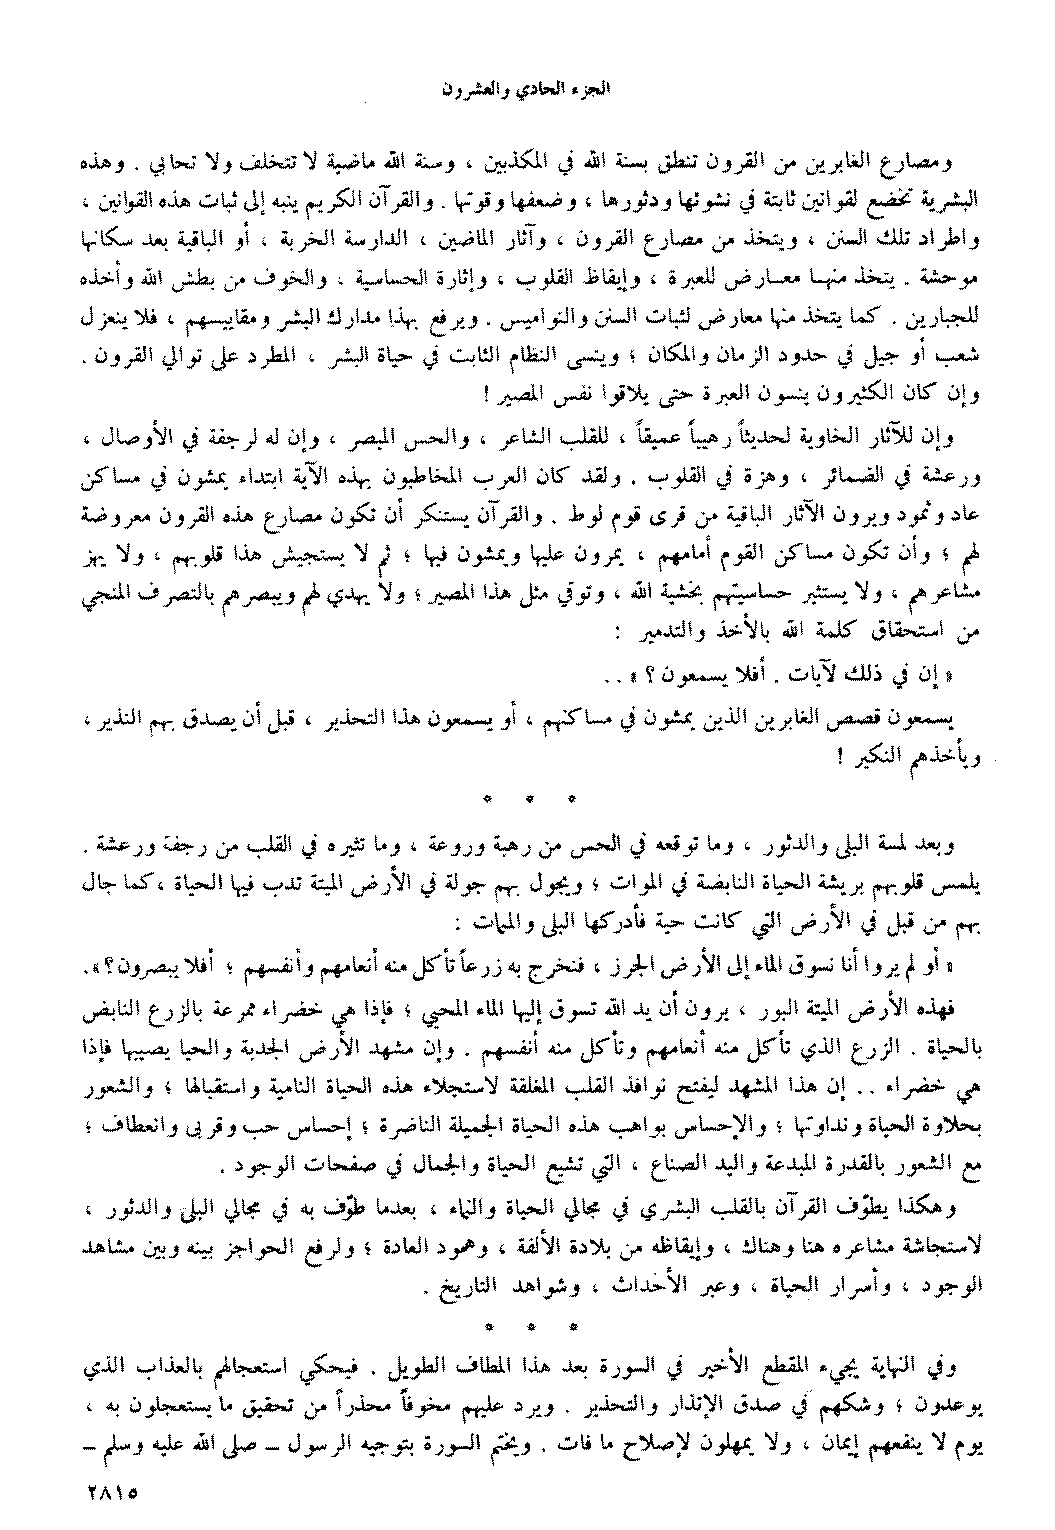 الجزء الحادي والعشرون
ومصارع الغابرين من القرون تنطق بسنة الله في المكذبين ، وسنة الله ماضية لا تتخلف ولا تحابي . وهذه
البشرية تخضع لقوانين ثابتة في نشوئها ودثورها ، وضعفها وقوتها . والقرآن الكريم ينبه إلى ثبات هذه القوانين ،
واطراد تلك السنن ، ويتخذ من مصارع القرون ، وآثار الماضين ، الدارسة الخربة ، أو الباقية بعد سكانها
موحشة . يتخذ منها معارض للعبرة ، وإيقاظ القلوب ، وإثارة الحساسية ، والخوف من بطش الله وأخذه
للجبارين . كما يتخذ منها معارض لثبات السنن والنواميس . ويرفع بهذا مدارك البشر ومقاييسهم ، فلا ينعزل
شعب أو جيل في حدود الزمان والمكان ؛ وينسى النظام الثابت في حياة البشر ، المطرد على توالي القرون .
وإن كان الكثيرون ينسون العبرة حتى يلاقوا نفس المصير !
وإن للآثار الخاوية لحديثاً رهيباً عميقاً ، للقلب الشاعر ، والحس المبصر ، وإن له لرجفة في الأوصال ،
ورعشة في الضمائر ، وهزة في القلوب . ولقد كان العرب المخاطبون بهذه الآية ابتداء يمشون في مساكن
عاد وثمود ويرون الآثار الباقية من قرى قوم لوط . والقرآن يستنكر أن تكون مصارع هذه القرون معروضة
لهم ؛ وأن تكون مساكن القوم أمامهم ، يمرون عليها ويمشون فيها ؛ ثم لا يستجيش هذا قلوبهم ، ولا يهز
مشاعرهم ، ولا يستثير حساسيتهم بخشية الله ، وتوقي مثل هذا المصير ؛ ولا يهدي لهم ويبصرهم بالتصرف المنجي
من استحقاق كلمة الله بالأخذ والتدمير :
« إن في ذلك لآيات . أفلا يسمعون ؟ » ..
يسمعون قصص الغابرين الذين يمشون في مساكنهم ، أو يسمعون هذا التحذير ، قبل أن يصدق بهم النذير ،
ويأخذهم النكير !
* * *
وبعد لمسة البلى والدثور ، وما توقعه في الحس من رهبة وروعة ، وما تثيره في القلب من رجفة ورعشة .
يلمس قلوبهم بريشة الحياة النابضة في الموات ؛ ويجول بهم جولة في الأرض الميتة تدب فيها الحياة ، كما جال
بهم من قبل في الأرض التي كانت حية فأدركها البلى والممات :
« أو لم يروا أنا نسوق الماء إلى الأرض الجرز ، فنخرج به زرعاً تأكل منه أنعامهم وأنفسهم ؛ أفلا يبصرون ؟ ».
فهذه الأرض الميتة البور ، يرون أن يد الله تسوق إليها الماء المحيي ؛ فإذا هي خضراء ممرعة بالزرع النابض
بالحياة . الزرع الذي تأكل منه أنعامهم وتأكل منه أنفسهم . وإن مشهد الأرض الجدبة والحيا يصيبها فإذا
هي خضراء .. إن هذا المشهد ليفتح نوافذ القلب المغلقة لاستجلاء هذه الحياة النامية واستقبالها ؛ والشعور
بحلاوة الحياة ونداوتها ؛ والإحساس بواهب هذه الحياة الجميلة الناضرة ؛ إحساس حب وقربى وانعطاف ؛
مع الشعور بالقدرة المبدعة واليد الصناع ، التي تشيع الحياة والجمال في صفحات الوجود .
وهكذا يطوّف القرآن بالقلب البشري في مجالي الحياة والنماء ، بعدما طوّف به في مجالي البلى والدثور ،
لاستجاشة مشاعره هنا وهناك ، وإيقاظه من بلادة الألفة ، وهمود العادة ؛ ولرفع الحواجز بينه وبين مشاهد
الوجود ، وأسرار الحياة ، وعبر الأحداث ، وشواهد التاريخ .
* * *
وفي النهاية يجيء المقطع الأخير في السورة بعد هذا المطاف الطويل . فيحكي استعجالهم بالعذاب الذي
يوعدون ؛ وشكهم في صدق الإنذار والتحذير . ويرد عليهم مخوفاً محذراً من تحقيق ما يستعجلون به ،
يوم لا ينفعهم إيمان ، ولا يمهلون لإصلاح ما فات . ويختم السورة بتوجيه الرسول – صلى الله عليه وسلم –
٢٨١٥